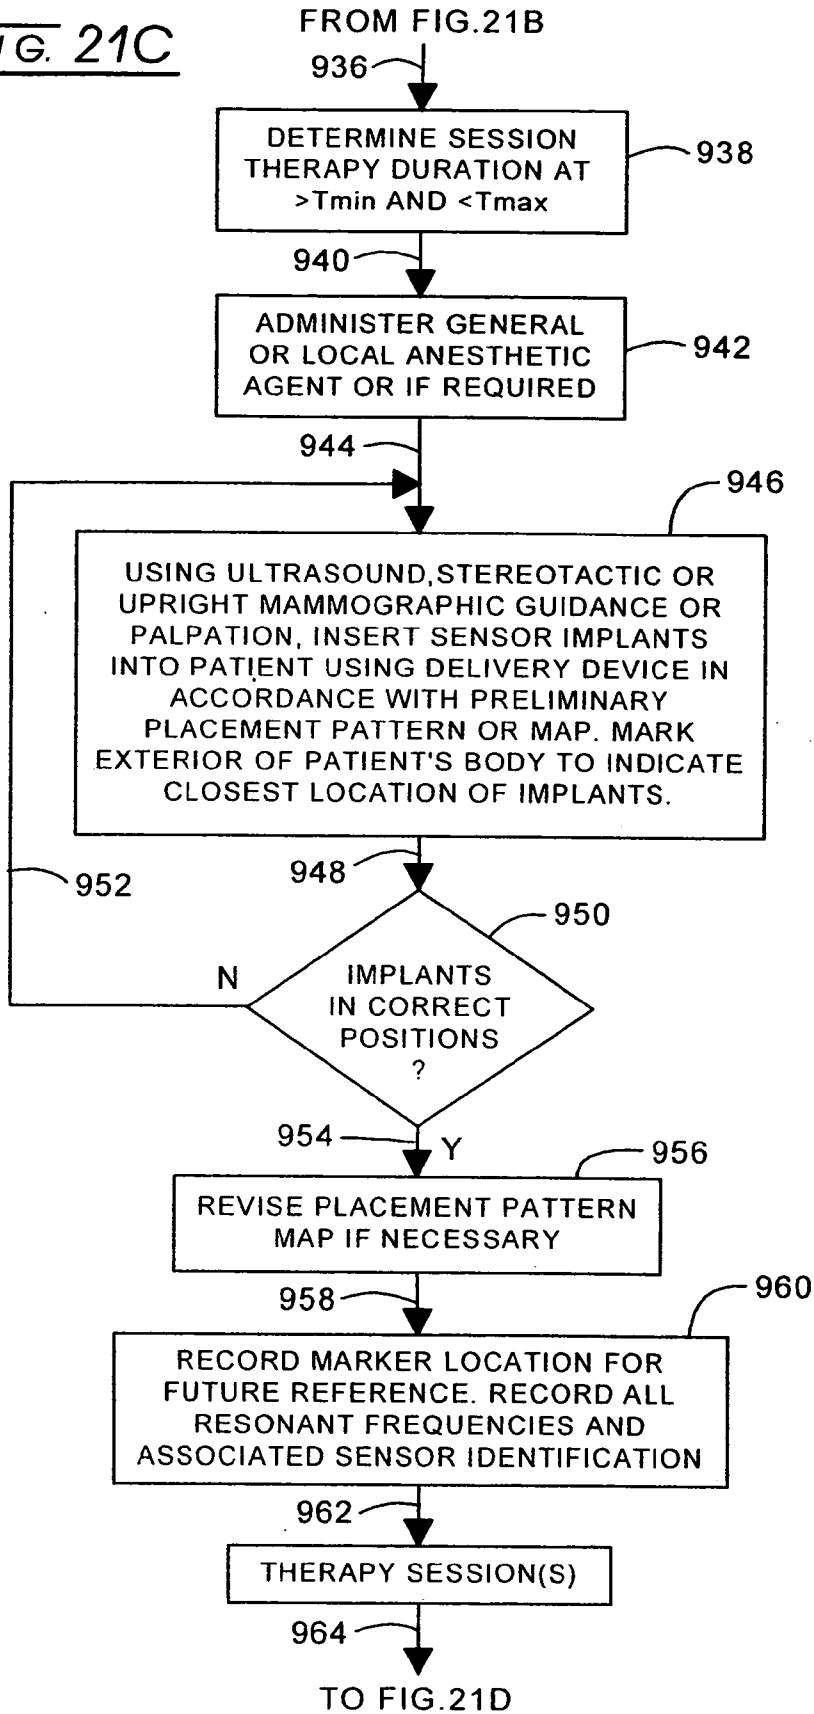 FIG. 21C
FROM FIG.21B
936
DETERMINE SESSION
THERAPY DURATION AT
>Tmin AND <Tmax
938
940
ADMINISTER GENERAL
OR LOCAL ANESTHETIC
AGENT OR IF REQUIRED
942
944
946
USING ULTRASOUND,STEREOTACTIC OR
UPRIGHT MAMMOGRAPHIC GUIDANCE OR
PALPATION, INSERT SENSOR IMPLANTS
INTO PATIENT USING DELIVERY DEVICE IN
ACCORDANCE WITH PRELIMINARY
PLACEMENT PATTERN OR MAP. MARK
EXTERIOR OF PATIENT'S BODY TO INDICATE
CLOSEST LOCATION OF IMPLANTS.
948
952
950
N
IMPLANTS
IN CORRECT
POSITIONS
?
954
Y
956
REVISE PLACEMENT PATTERN
MAP IF NECESSARY
958
960
RECORD MARKER LOCATION FOR
FUTURE REFERENCE. RECORD ALL
RESONANT FREQUENCIES AND
ASSOCIATED SENSOR IDENTIFICATION
962
THERAPY SESSION(S)
964
TO FIG.21D